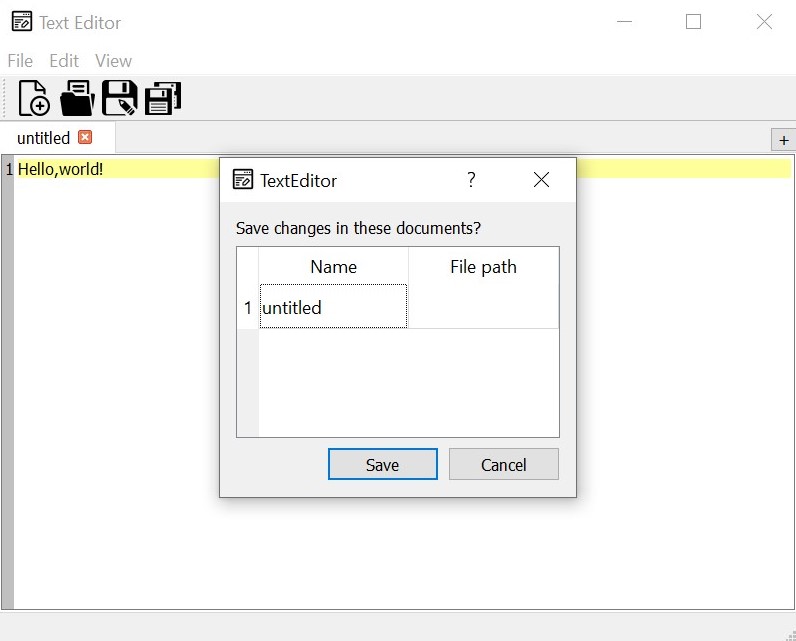 Text Editor
File Edit View
untitled
+
1 Hello,world!
TextEditor ?
Save changes in these documents?
Name File path
1 untitled
Save Cancel